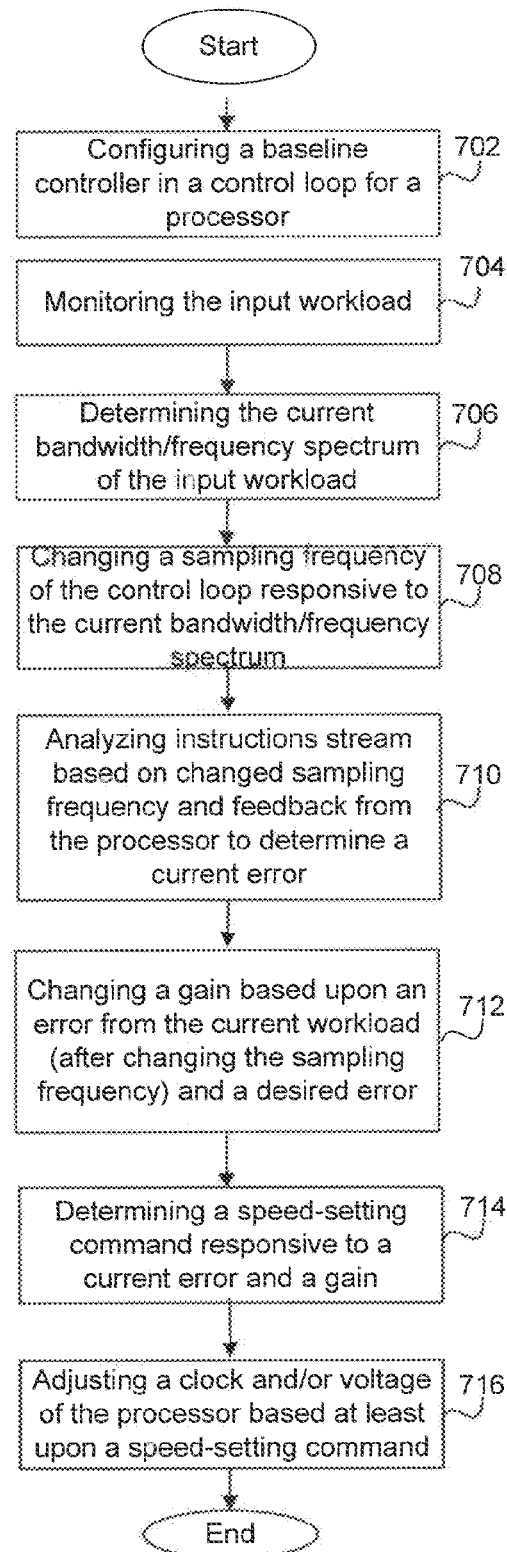 Start
Configuring a baseline
controller in a control loop for a
processor
702
Monitoring the input workload
704
Determining the current
bandwidth/frequency spectrum
of the input workload
706
Changing a sampling frequency
of the control loop responsive to
the current bandwidth/frequency
spectrum
708
Analyzing instructions stream
based on changed sampling
frequency and feedback from
the processor to determine a
current error
710
Changing a gain based upon an
error from the current workload
(after changing the sampling
frequency) and a desired error
712
Determining a speed-setting
command responsive to a
current error and a gain
714
Adjusting a clock and/or voltage
of the processor based at least
upon a speed-setting command
716
End